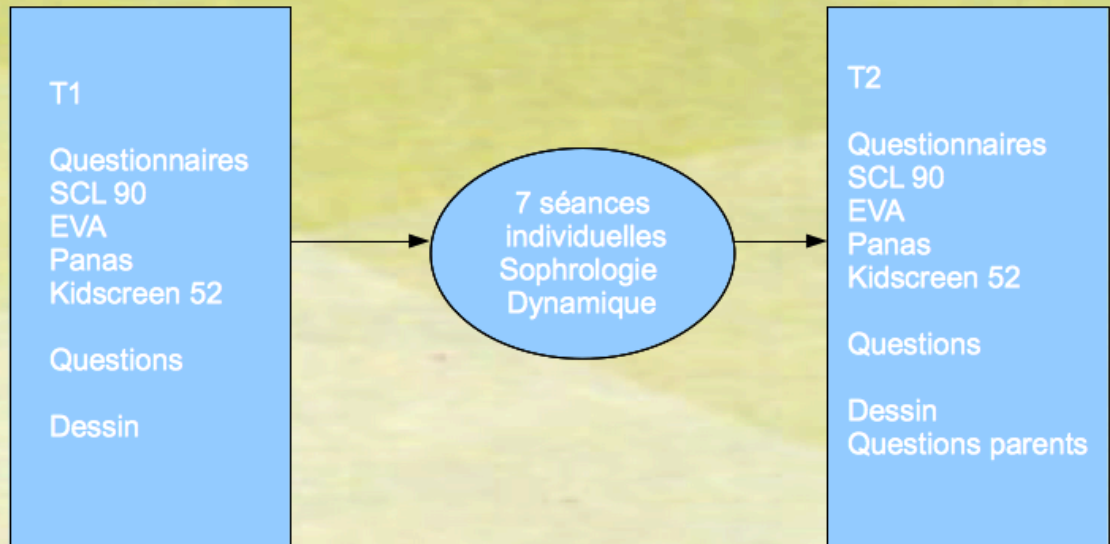 T1
Questionnaires
SCL 90
EVA
Panas
Kidscreen 52
Questions
Dessin
7 séances
individuelles
Sophrologie
Dynamique
T2
Questionnaires
SCL 90
EVA
Panas
Kidscreen 52
Questions
Dessin
Questions parents